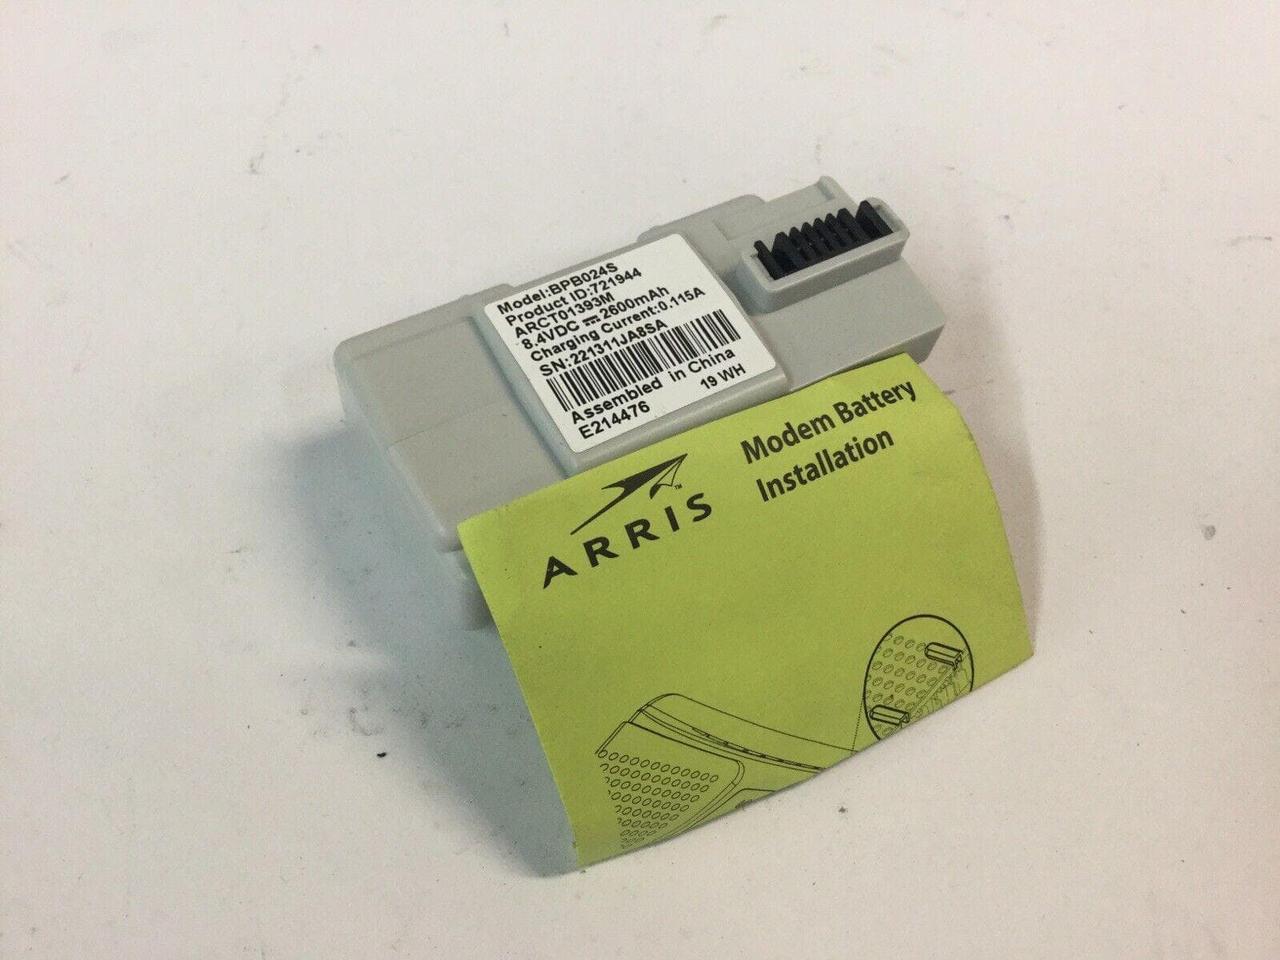 Model:BPB024S
Product ID:721944
ARCT01393M
8.4VDC ⎓ 2600mAh
Charging Current:0.115A
SN:221311JA8SA
Assembled in China
E214476 19 WH
ARRIS™
Modem Battery
Installation